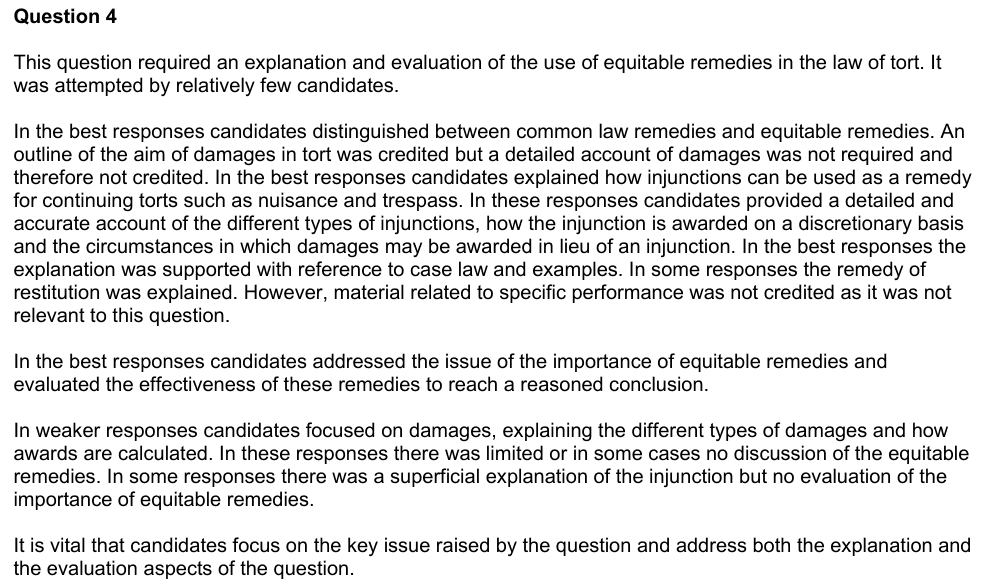 Question 4
This question required an explanation and evaluation of the use of equitable remedies in the law of tort. It
was attempted by relatively few candidates.
In the best responses candidates distinguished between common law remedies and equitable remedies. An
outline of the aim of damages in tort was credited but a detailed account of damages was not required and
therefore not credited. In the best responses candidates explained how injunctions can be used as a remedy
for continuing torts such as nuisance and trespass. In these responses candidates provided a detailed and
accurate account of the different types of injunctions, how the injunction is awarded on a discretionary basis
and the circumstances in which damages may be awarded in lieu of an injunction. In the best responses the
explanation was supported with reference to case law and examples. In some responses the remedy of
restitution was explained. However, material related to specific performance was not credited as it was not
relevant to this question.
In the best responses candidates addressed the issue of the importance of equitable remedies and
evaluated the effectiveness of these remedies to reach a reasoned conclusion.
In weaker responses candidates focused on damages, explaining the different types of damages and how
awards are calculated. In these responses there was limited or in some cases no discussion of the equitable
remedies. In some responses there was a superficial explanation of the injunction but no evaluation of the
importance of equitable remedies.
It is vital that candidates focus on the key issue raised by the question and address both the explanation and
the evaluation aspects of the question.